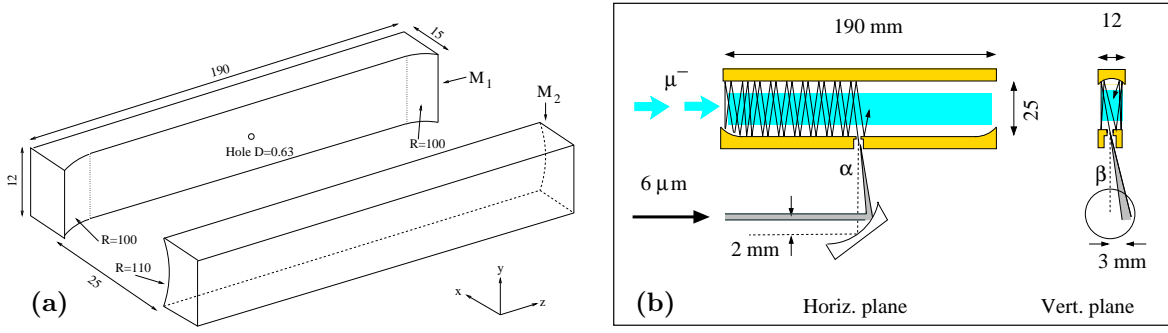 190
15
M1
M2
R=100
Hole D=0.63
12
R=100
R=110
25
(a)
x
y
z
190 mm
12
μ−
25
α
6 μm
β
2 mm
3 mm
(b)
Horiz. plane
Vert. plane